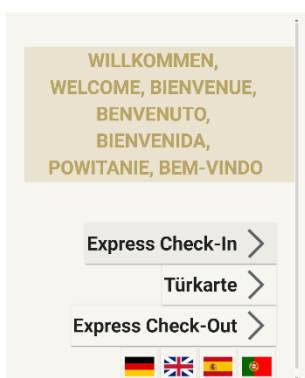 WILLKOMMEN,
WELCOME, BIENVENUE,
BENVENUTO,
BIENVENIDA,
POWITANIE, BEM-VINDO
Express Check-In
Türkarte
Express Check-Out